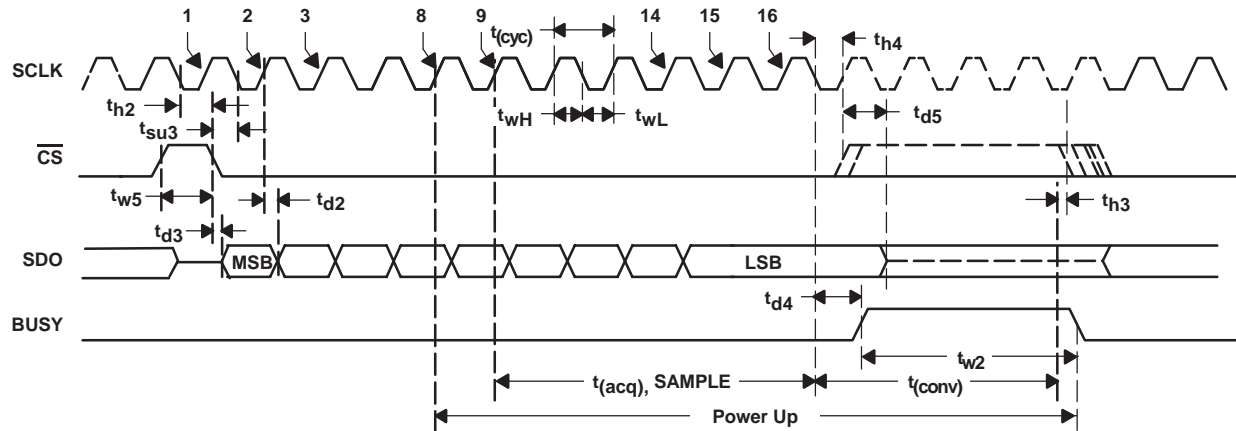 1 2 3 8 9 t(cyc) 14 15 16
SCLK
th4
th2
twH twL
td5
tsu3
CS
tw5
td2
th3
td3
SDO
MSB LSB
td4
BUSY
tw2
t(acq), SAMPLE t(conv)
Power Up